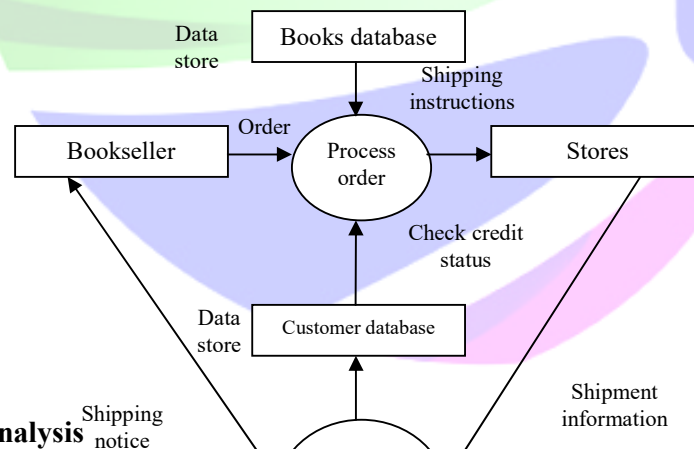 Data
store
Books database
Shipping
instructions
Order
Bookseller
Process
order
Stores
Check credit
status
Data
store
Customer database
Shipment
information
Shipping
notice
nalysis